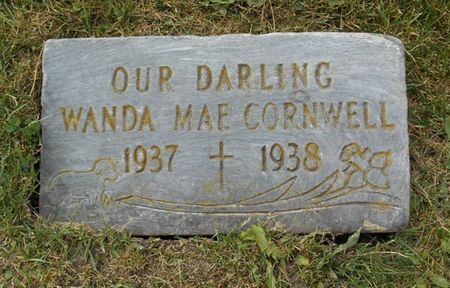 OUR DARLING
WANDA MAE CORNWELL
1937 1938